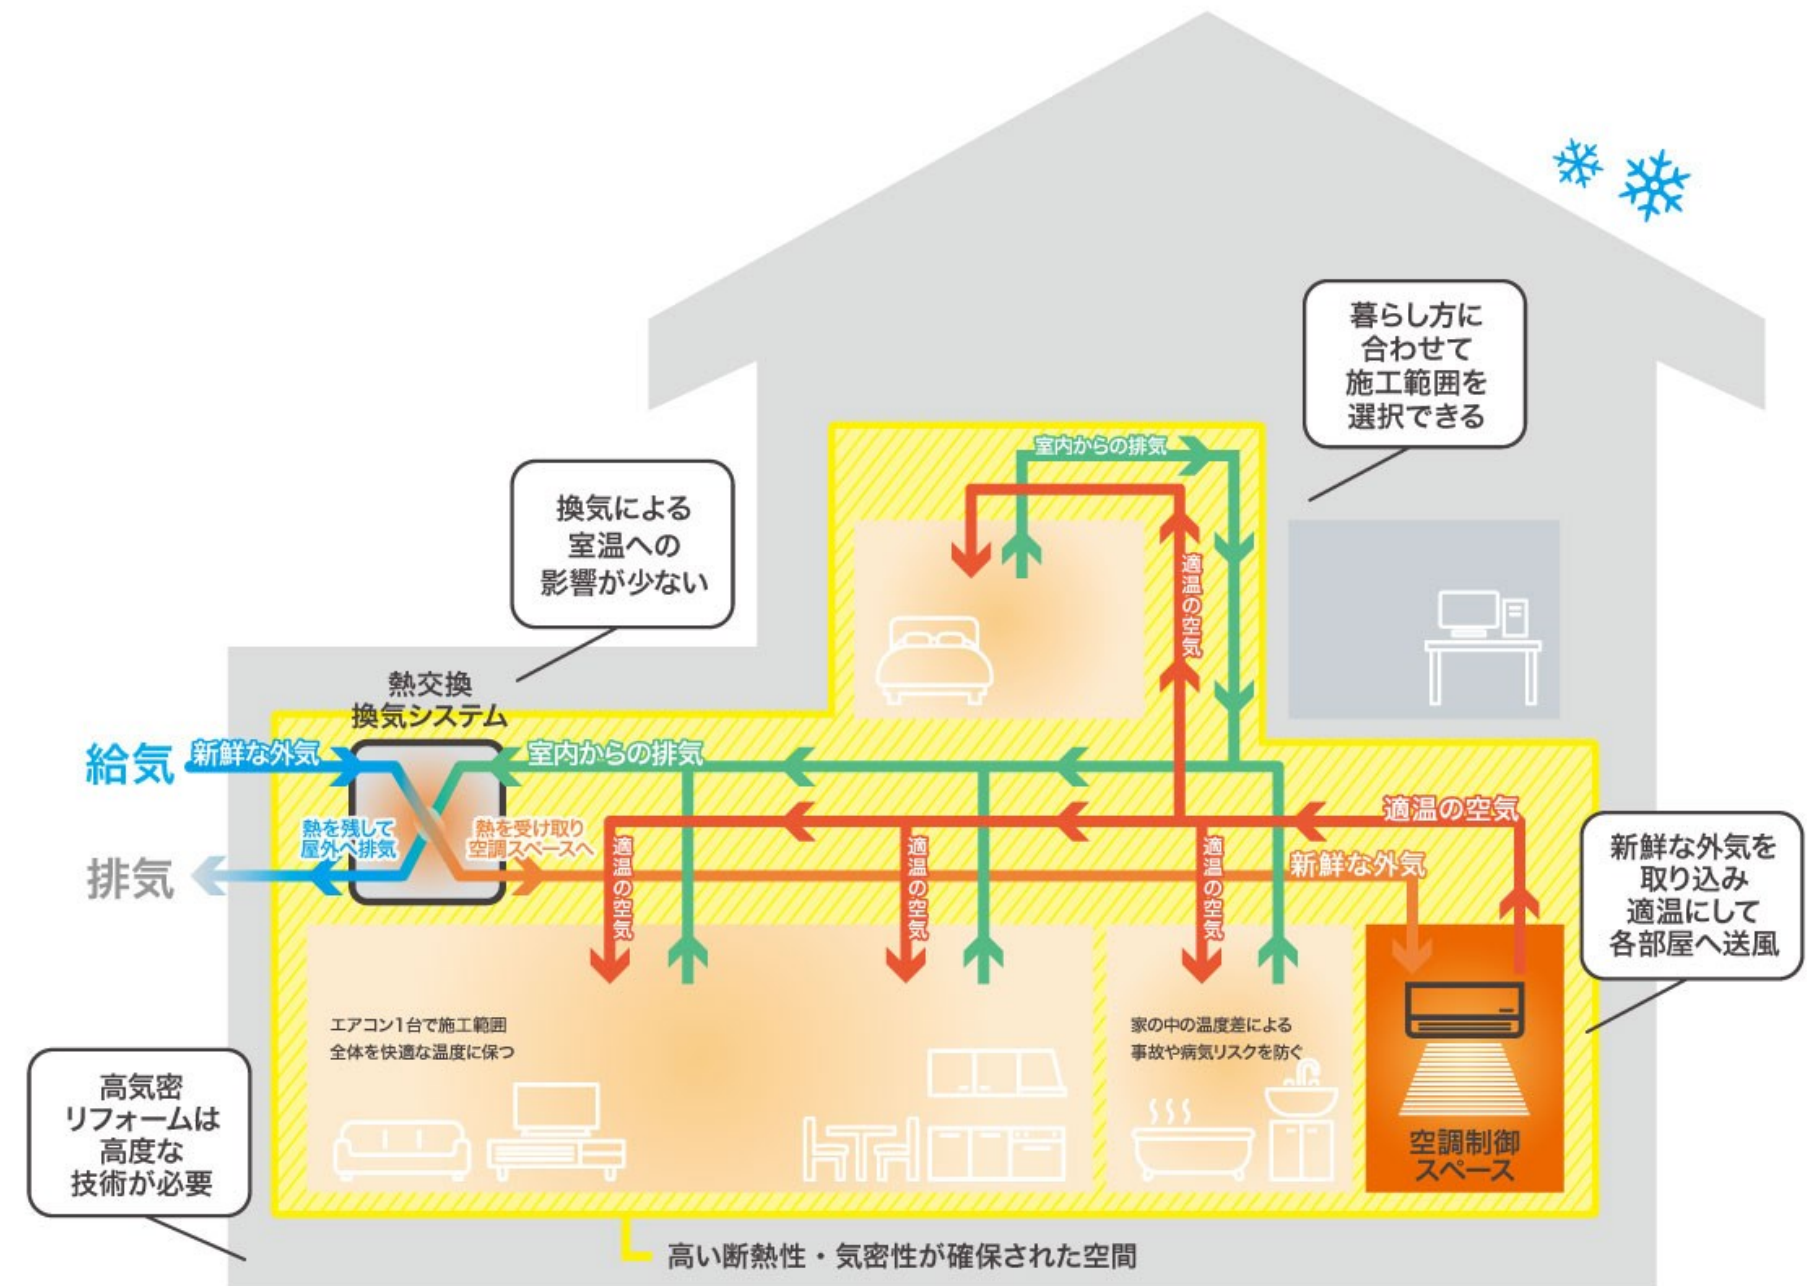 暮らし方に
合わせて
施工範囲を
選択できる
室内からの排気
換気による
室温への
影響が少ない
適温の空気
熱交換
換気システム
給気
新鮮な外気
室内からの排気
適温の空気
熱を残して
屋外へ排気
熱を受け取り
空調スペースへ
排気
適温の空気
適温の空気
適温の空気
新鮮な外気
新鮮な外気を
取り込み
適温にして
各部屋へ送風
エアコン1台で施工範囲
全体を快適な温度に保つ
家の中の温度差による
事故や病気リスクを防ぐ
高気密
リフォームは
高度な
技術が必要
空調制御
スペース
高い断熱性・気密性が確保された空間